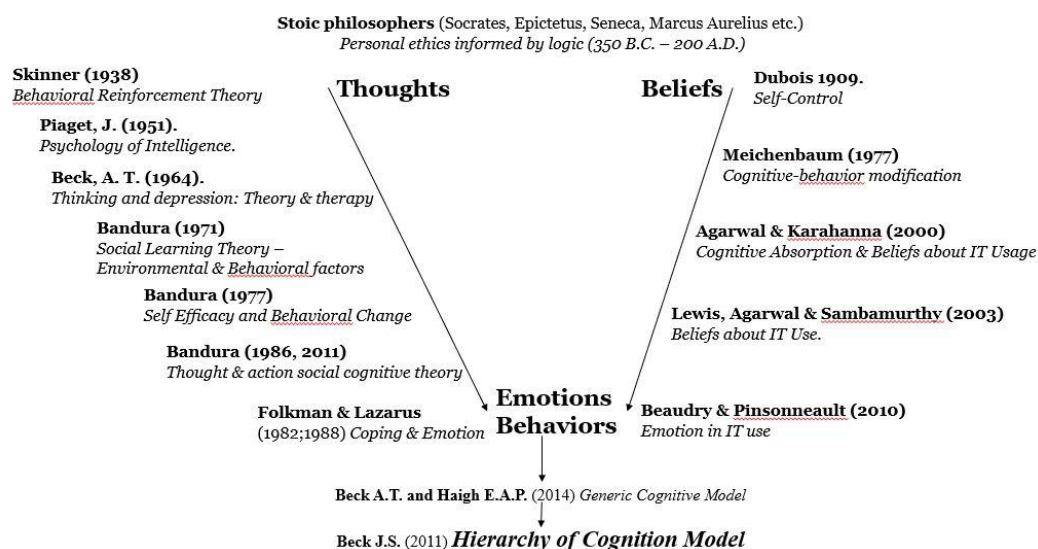 Stoic philosophers (Socrates, Epictetus, Seneca, Marcus Aurelius etc.)
Personal ethics informed by logic (350 B.C. – 200 A.D.)
Skinner (1938)
Behavioral Reinforcement Theory
Thoughts
Beliefs
Dubois 1909.
Self-Control
Piaget, J. (1951).
Psychology of Intelligence.
Meichenbaum (1977)
Cognitive-behavior modification
Beck, A. T. (1964).
Thinking and depression: Theory & therapy
Bandura (1971)
Social Learning Theory –
Environmental & Behavioral factors
Agarwal & Karahanna (2000)
Cognitive Absorption & Beliefs about IT Usage
Bandura (1977)
Self Efficacy and Behavioral Change
Lewis, Agarwal & Sambamurthy (2003)
Beliefs about IT Use.
Bandura (1986, 2011)
Thought & action social cognitive theory
Emotions
Behaviors
Folkman & Lazarus
(1982;1988) Coping & Emotion
Beaudry & Pinsonneault (2010)
Emotion in IT use
Beck A.T. and Haigh E.A.P. (2014) Generic Cognitive Model
Beck J.S. (2011) Hierarchy of Cognition Model